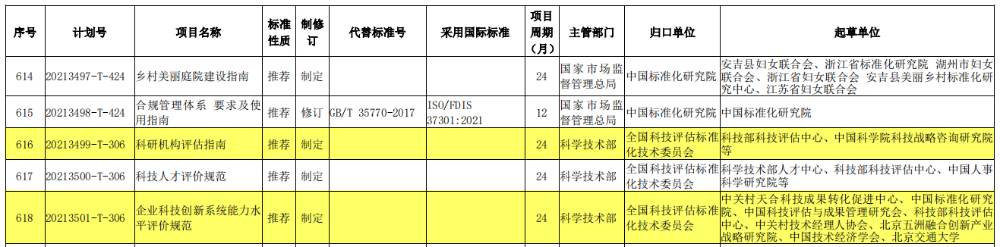 序号 计划号 项目名称 标准性质 制修订 代替标准号 采用国际标准 项目周期（月） 主管部门 归口单位 起草单位
614 20213497-T-424 乡村美丽庭院建设指南 推荐 制定 24 国家市场监督管理总局 中国标准化研究院 安吉县妇女联合会、浙江省标准化研究院 湖州市妇女联合会、浙江省妇女联合会 安吉县美丽乡村标准化研究中心、江苏省妇女联合会
615 20213498-T-424 合规管理体系 要求及使用指南 推荐 修订 GB/T 35770-2017 ISO/FDIS 37301:2021 12 国家市场监督管理总局 中国标准化研究院 中国标准化研究院
616 20213499-T-306 科研机构评估指南 推荐 制定 24 科学技术部 全国科技评估标准化技术委员会 科技部科技评估中心、中国科学院科技战略咨询研究院等
617 20213500-T-306 科技人才评价规范 推荐 制定 24 科学技术部 全国科技评估标准化技术委员会 科学技术部人才中心、科技部科技评估中心、中国人事科学研究院等
618 20213501-T-306 企业科技创新系统能力水平评价规范 推荐 制定 24 科学技术部 全国科技评估标准化技术委员会 中关村天合科技成果转化促进中心、中国标准化研究院、中国科技评估与成果管理研究会、科技部科技评估中心、中关村技术经理人协会、北京五洲融合创新产业战略研究院、中国技术经济学会、北京交通大学